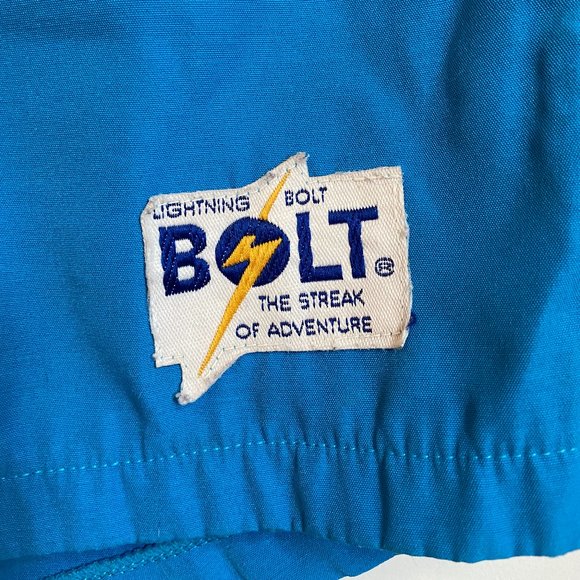 LIGHTNING BOLT
BOLT®
THE STREAK
OF ADVENTURE